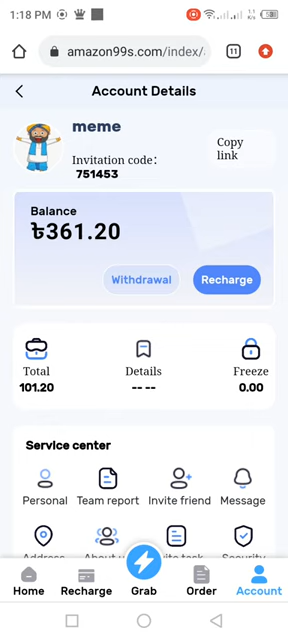 1:18 PM
amazon99s.com/index/
11
Account Details
meme
Copy
link
Invitation code:
751453
Balance
৳361.20
Withdrawal
Recharge
Total
Details
Freeze
101.20
-- --
0.00
Service center
Personal
Team report
Invite friend
Message
Address
Security
Home
Recharge
Grab
Order
Account